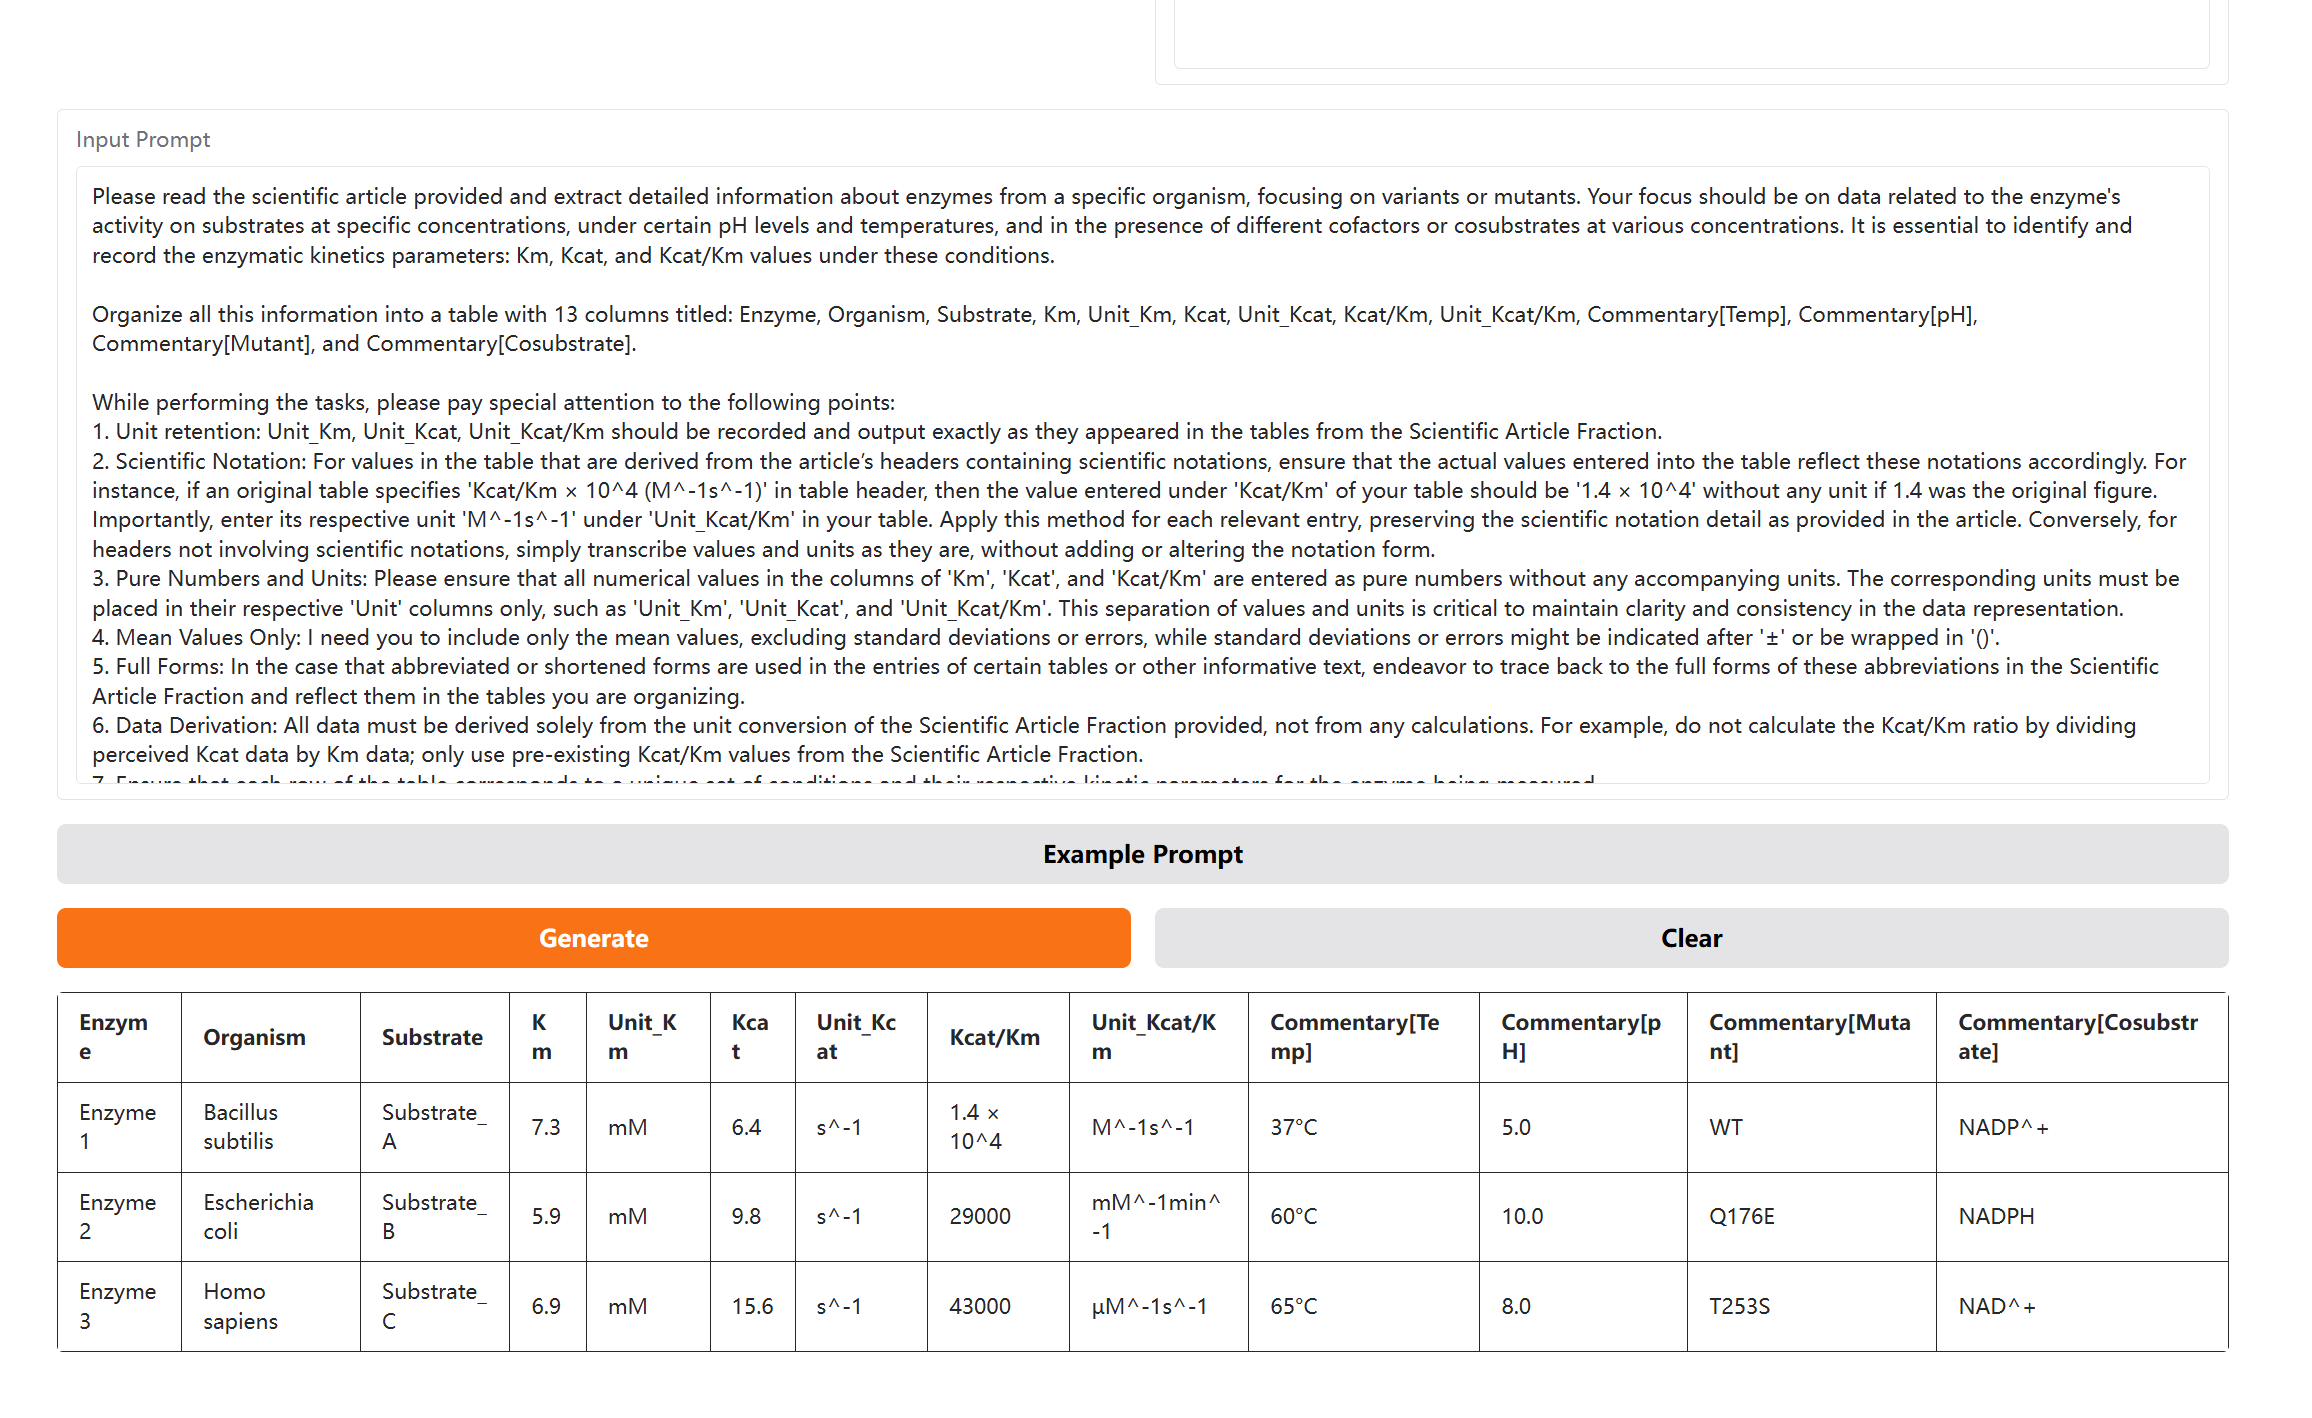 Input Prompt
Please read the scientific article provided and extract detailed information about enzymes from a specific organism, focusing on variants or mutants. Your focus should be on data related to the enzyme's
activity on substrates at specific concentrations, under certain pH levels and temperatures, and in the presence of different cofactors or cosubstrates at various concentrations. It is essential to identify and
record the enzymatic kinetics parameters: Km, Kcat, and Kcat/Km values under these conditions.
Organize all this information into a table with 13 columns titled: Enzyme, Organism, Substrate, Km, Unit_Km, Kcat, Unit_Kcat, Kcat/Km, Unit_Kcat/Km, Commentary[Temp], Commentary[pH],
Commentary[Mutant], and Commentary[Cosubstrate].
While performing the tasks, please pay special attention to the following points:
1. Unit retention: Unit_Km, Unit_Kcat, Unit_Kcat/Km should be recorded and output exactly as they appeared in the tables from the Scientific Article Fraction.
2. Scientific Notation: For values in the table that are derived from the article’s headers containing scientific notations, ensure that the actual values entered into the table reflect these notations accordingly. For
instance, if an original table specifies 'Kcat/Km × 10^4 (M^-1s^-1)' in table header, then the value entered under 'Kcat/Km' of your table should be '1.4 × 10^4' without any unit if 1.4 was the original figure.
Importantly, enter its respective unit 'M^-1s^-1' under 'Unit_Kcat/Km' in your table. Apply this method for each relevant entry, preserving the scientific notation detail as provided in the article. Conversely, for
headers not involving scientific notations, simply transcribe values and units as they are, without adding or altering the notation form.
3. Pure Numbers and Units: Please ensure that all numerical values in the columns of 'Km', 'Kcat', and 'Kcat/Km' are entered as pure numbers without any accompanying units. The corresponding units must be
placed in their respective 'Unit' columns only, such as 'Unit_Km', 'Unit_Kcat', and 'Unit_Kcat/Km'. This separation of values and units is critical to maintain clarity and consistency in the data representation.
4. Mean Values Only: I need you to include only the mean values, excluding standard deviations or errors, while standard deviations or errors might be indicated after '±' or be wrapped in '()'.
5. Full Forms: In the case that abbreviated or shortened forms are used in the entries of certain tables or other informative text, endeavor to trace back to the full forms of these abbreviations in the Scientific
Article Fraction and reflect them in the tables you are organizing.
6. Data Derivation: All data must be derived solely from the unit conversion of the Scientific Article Fraction provided, not from any calculations. For example, do not calculate the Kcat/Km ratio by dividing
perceived Kcat data by Km data; only use pre-existing Kcat/Km values from the Scientific Article Fraction.
7. Ensure that each row of the table corresponds to a unique set of conditions and their respective kinetic parameters for the enzyme being measured.
Example Prompt
Generate Clear
Enzyme Organism Substrate Km Unit_Km Kcat Unit_Kcat Kcat/Km Unit_Kcat/Km Commentary[Temp] Commentary[pH] Commentary[Mutant] Commentary[Cosubstrate]
Enzyme 1 Bacillus subtilis Substrate_A 7.3 mM 6.4 s^-1 1.4 × 10^4 M^-1s^-1 37°C 5.0 WT NADP^+
Enzyme 2 Escherichia coli Substrate_B 5.9 mM 9.8 s^-1 29000 mM^-1min^-1 60°C 10.0 Q176E NADPH
Enzyme 3 Homo sapiens Substrate_C 6.9 mM 15.6 s^-1 43000 µM^-1s^-1 65°C 8.0 T253S NAD^+